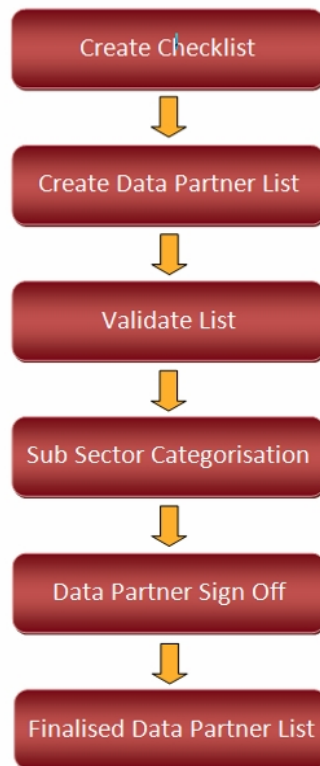 Create Checklist
Create Data Partner List
Validate List
Sub Sector Categorisation
Data Partner Sign Off
Finalised Data Partner List